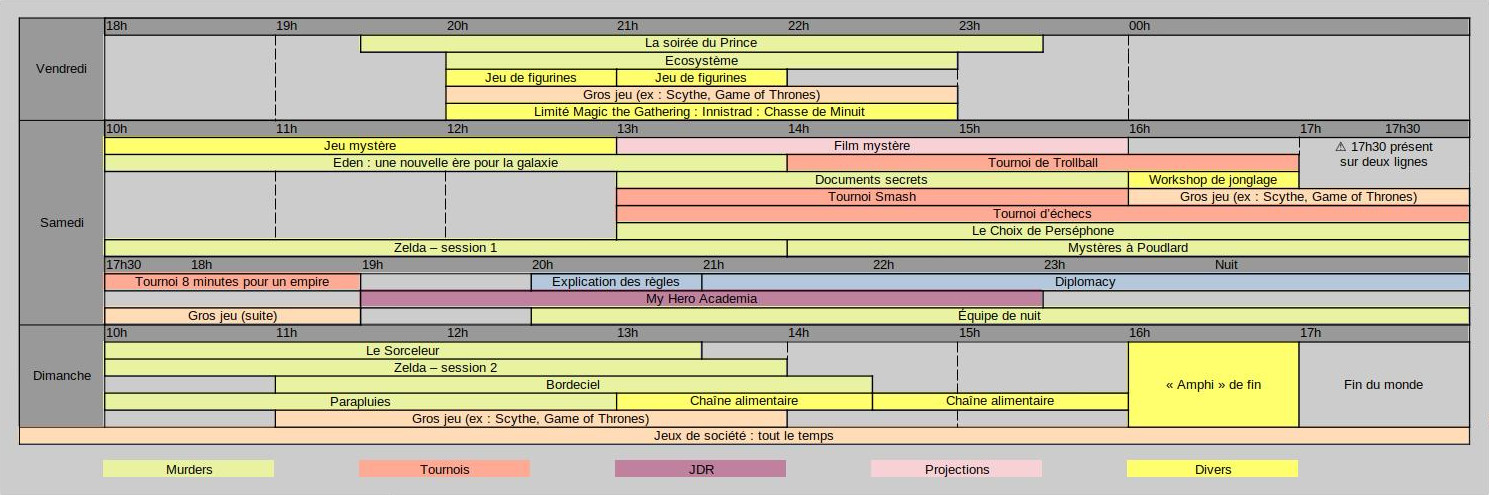 18h 19h 20h 21h 22h 23h 00h
La soirée du Prince
Ecosystème
Vendredi
Jeu de figurines Jeu de figurines
Gros jeu (ex : Scythe, Game of Thrones)
Limité Magic the Gathering : Innistrad : Chasse de Minuit
10h 11h 12h 13h 14h 15h 16h 17h 17h30
Jeu mystère Film mystère ⚠ 17h30 présent
Eden : une nouvelle ère pour la galaxie Tournoi de Trollball sur deux lignes
Documents secrets Workshop de jonglage
Tournoi Smash Gros jeu (ex : Scythe, Game of Thrones)
Tournoi d'échecs
Samedi
Le Choix de Perséphone
Zelda – session 1 Mystères à Poudlard
17h30 18h 19h 20h 21h 22h 23h Nuit
Tournoi 8 minutes pour un empire Explication des règles Diplomacy
My Hero Academia
Gros jeu (suite) Équipe de nuit
10h 11h 12h 13h 14h 15h 16h 17h
Le Sorceleur
Zelda – session 2
Dimanche
Bordeciel « Amphi » de fin Fin du monde
Parapluies Chaîne alimentaire Chaîne alimentaire
Gros jeu (ex : Scythe, Game of Thrones)
Jeux de société : tout le temps
Murders Tournois JDR Projections Divers